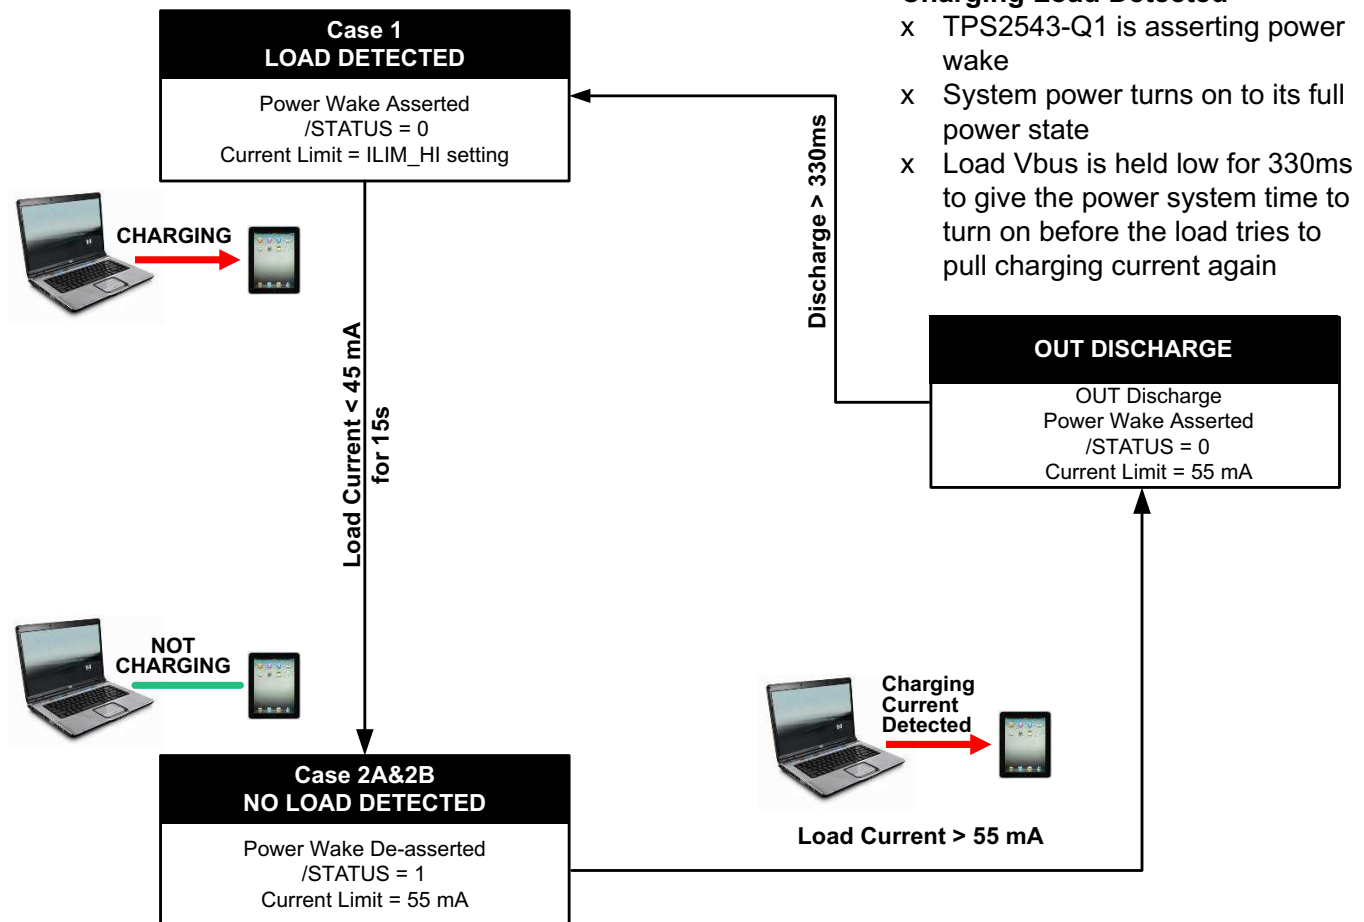 Charging Load Detected
x TPS2543-Q1 is asserting power
wake
x System power turns on to its full
power state
x Load Vbus is held low for 330ms
to give the power system time to
turn on before the load tries to
pull charging current again
Case 1
LOAD DETECTED
Power Wake Asserted
/STATUS = 0
Current Limit = ILIM_HI setting
CHARGING
Discharge > 330ms
Load Current < 45 mA
for 15s
OUT DISCHARGE
OUT Discharge
Power Wake Asserted
/STATUS = 0
Current Limit = 55 mA
NOT
CHARGING
Charging
Current
Detected
Load Current > 55 mA
Case 2A&2B
NO LOAD DETECTED
Power Wake De-asserted
/STATUS = 1
Current Limit = 55 mA